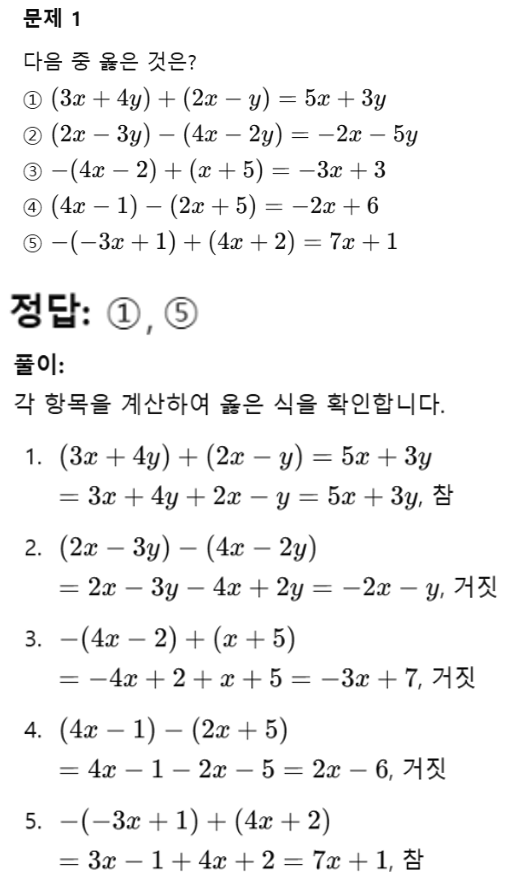 문제 1
다음 중 옳은 것은?
① (3x + 4y) + (2x − y) = 5x + 3y
② (2x − 3y) − (4x − 2y) = −2x − 5y
③ −(4x − 2) + (x + 5) = −3x + 3
④ (4x − 1) − (2x + 5) = −2x + 6
⑤ −(−3x + 1) + (4x + 2) = 7x + 1
정답: ①, ⑤
풀이:
각 항목을 계산하여 옳은 식을 확인합니다.
1. (3x + 4y) + (2x − y) = 5x + 3y
= 3x + 4y + 2x − y = 5x + 3y, 참
2. (2x − 3y) − (4x − 2y)
= 2x − 3y − 4x + 2y = −2x − y, 거짓
3. −(4x − 2) + (x + 5)
= −4x + 2 + x + 5 = −3x + 7, 거짓
4. (4x − 1) − (2x + 5)
= 4x − 1 − 2x − 5 = 2x − 6, 거짓
5. −(−3x + 1) + (4x + 2)
= 3x − 1 + 4x + 2 = 7x + 1, 참